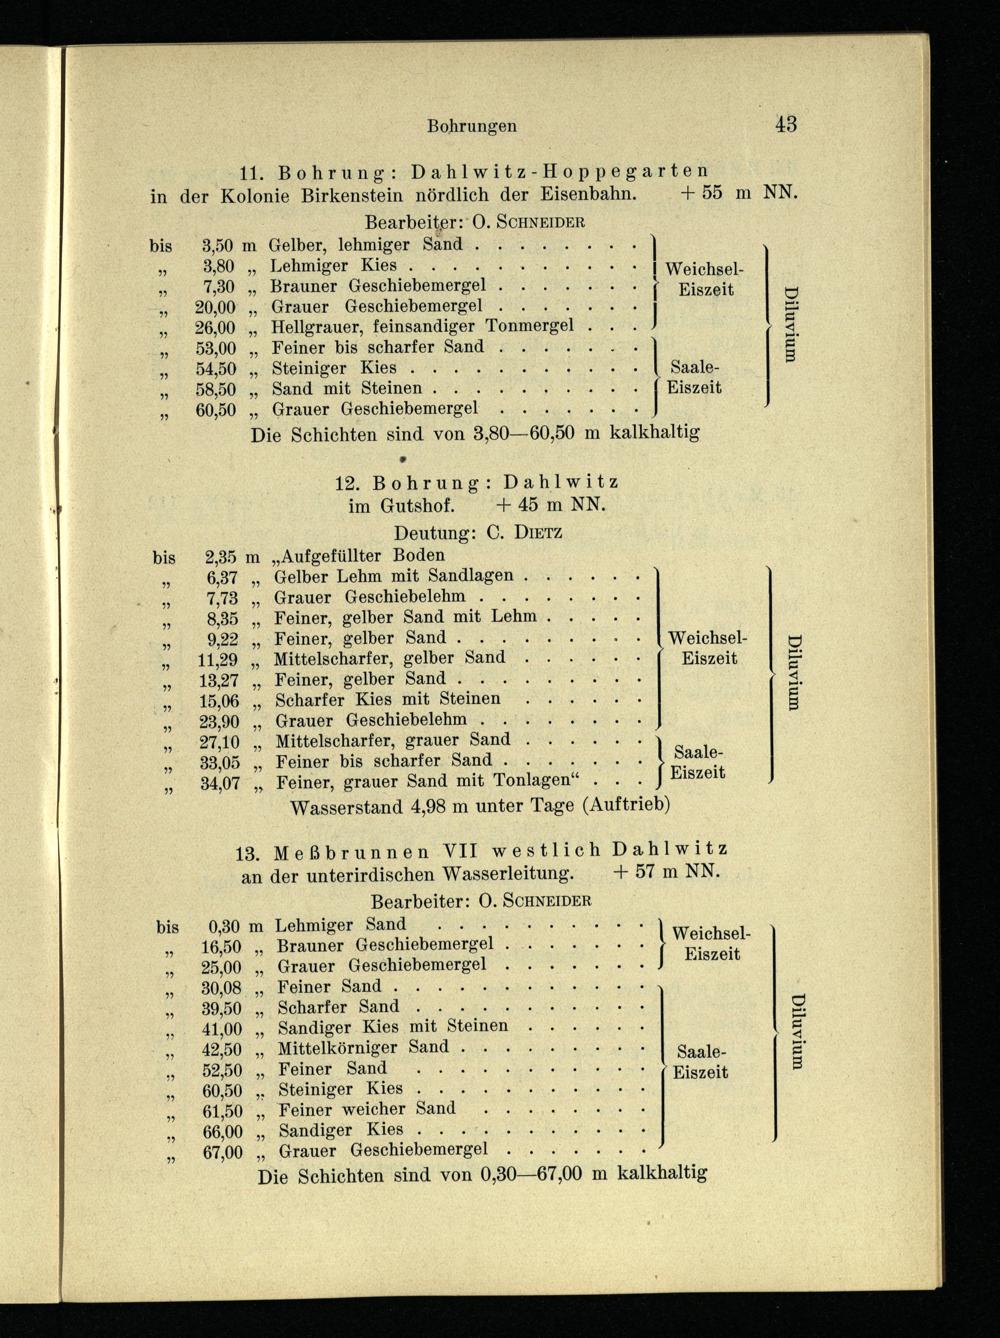 Bohrungen 43
11. Bohrung: Dahlwitz-Hoppegarten
in der Kolonie Birkenstein nördlich der Eisenbahn. + 55 m NN.
Bearbeiter: O. SCHNEIDER
bis 3,50 m Gelber, lehmiger Sand . . . . . . . .
„ 3,80 „ Lehmiger Kies . . . . . . . . . . . Weichsel-
„ 7,30 „ Brauner Geschiebemergel . . . . . . . Eiszeit
„ 20,00 „ Grauer Geschiebemergel . . . . . . .
„ 26,00 „ Hellgrauer, feinsandiger Tonmergel . . .
„ 53,00 „ Feiner bis scharfer Sand . . . . . . .
„ 54,50 „ Steiniger Kies . . . . . . . . . . . Saale-
„ 58,50 „ Sand mit Steinen . . . . . . . . . . Eiszeit
„ 60,50 „ Grauer Geschiebemergel . . . . . . .
Diluvium
Die Schichten sind von 3,80—60,50 m kalkhaltig
12. Bohrung: Dahlwitz
im Gutshof. + 45 m NN.
Deutung: C. DIETZ
bis 2,35 m „Aufgefüllter Boden
„ 6,37 „ Gelber Lehm mit Sandlagen . . . . . .
„ 7,73 „ Grauer Geschiebelehm . . . . . . . .
„ 8,35 „ Feiner, gelber Sand mit Lehm . . . . .
„ 9,22 „ Feiner, gelber Sand . . . . . . . . . Weichsel-
„ 11,29 „ Mittelscharfer, gelber Sand . . . . . . Eiszeit
„ 13,27 „ Feiner, gelber Sand . . . . . . . . .
„ 15,06 „ Scharfer Kies mit Steinen . . . . . .
„ 23,90 „ Grauer Geschiebelehm . . . . . . . .
„ 27,10 „ Mittelscharfer, grauer Sand . . . . . . Saale-
„ 33,05 „ Feiner bis scharfer Sand . . . . . . . Eiszeit
„ 34,07 „ Feiner, grauer Sand mit Tonlagen“ . . .
Diluvium
Wasserstand 4,98 m unter Tage (Auftrieb)
13. Meßbrunnen VII westlich Dahlwitz
an der unterirdischen Wasserleitung. + 57 m NN.
Bearbeiter: O. SCHNEIDER
bis 0,30 m Lehmiger Sand . . . . . . . . . . Weichsel-
„ 16,50 „ Brauner Geschiebemergel . . . . . . . Eiszeit
„ 25,00 „ Grauer Geschiebemergel . . . . . . .
„ 30,08 „ Feiner Sand . . . . . . . . . . . .
„ 39,50 „ Scharfer Sand . . . . . . . . . . .
„ 41,00 „ Sandiger Kies mit Steinen . . . . . .
„ 42,50 „ Mittelkörniger Sand . . . . . . . . . Saale-
„ 52,50 „ Feiner Sand . . . . . . . . . . . Eiszeit
„ 60,50 „ Steiniger Kies . . . . . . . . . . .
„ 61,50 „ Feiner weicher Sand . . . . . . . .
„ 66,00 „ Sandiger Kies . . . . . . . . . . .
„ 67,00 „ Grauer Geschiebemergel . . . . . . .
Diluvium
Die Schichten sind von 0,30—67,00 m kalkhaltig